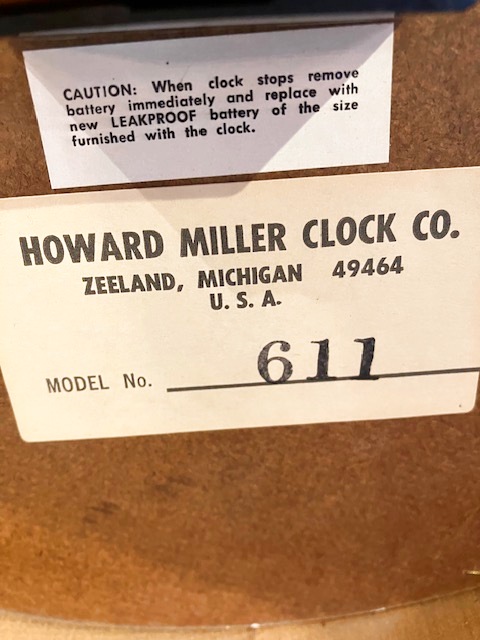 CAUTION: When clock stops remove
battery immediately and replace with
new LEAKPROOF battery of the size
furnished with the clock.
HOWARD MILLER CLOCK CO.
ZEELAND, MICHIGAN 49464
U. S. A.
MODEL No. 611